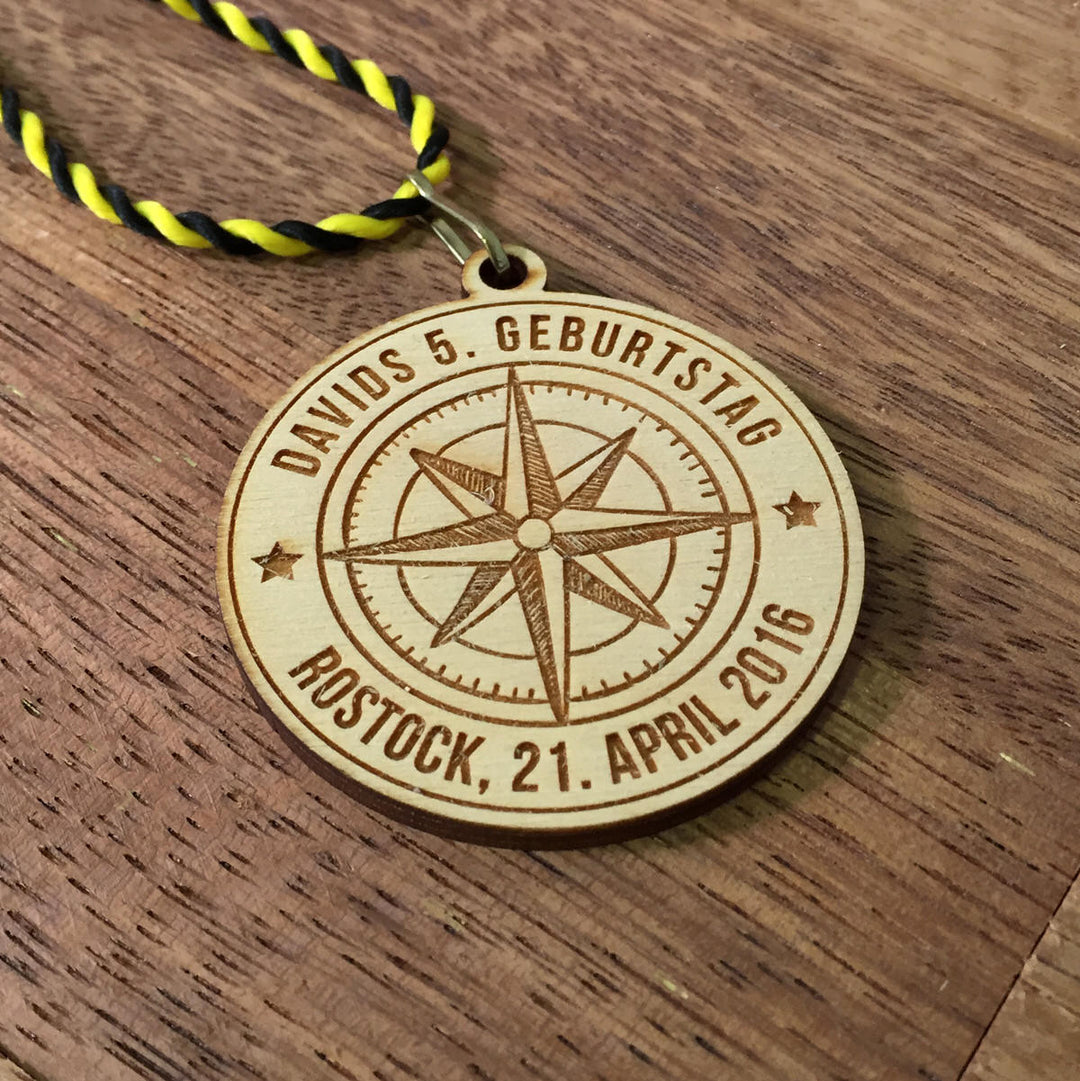 DAVIDS 5. GEBURTSTAG
ROSTOCK, 21. APRIL 2016